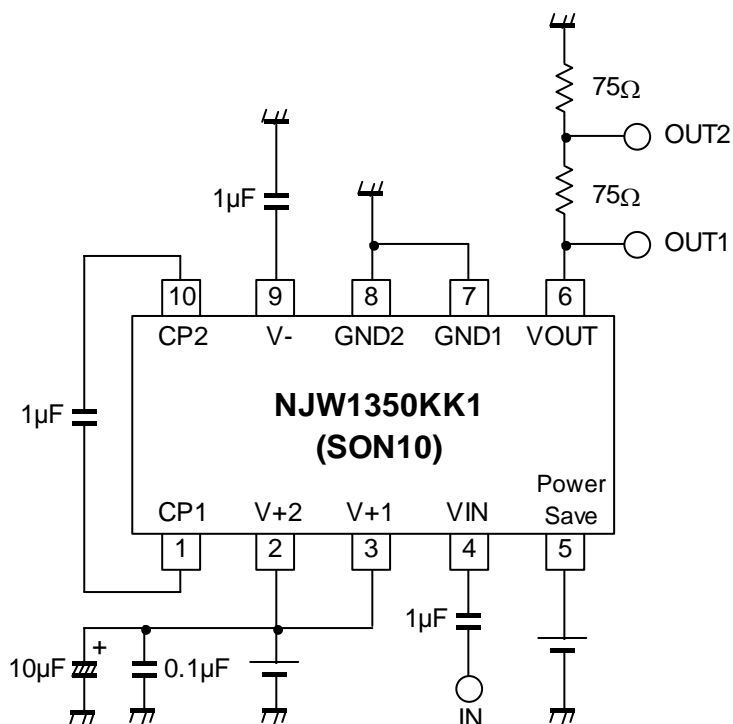 75Ω
OUT2
1µF
75Ω
OUT1
10 9 8 7 6
CP2 V- GND2 GND1 VOUT
NJW1350KK1
1µF
(SON10)
Power
CP1 V+2 V+1 VIN Save
1 2 3 4 5
1µF
+
10µF 0.1µF
IN